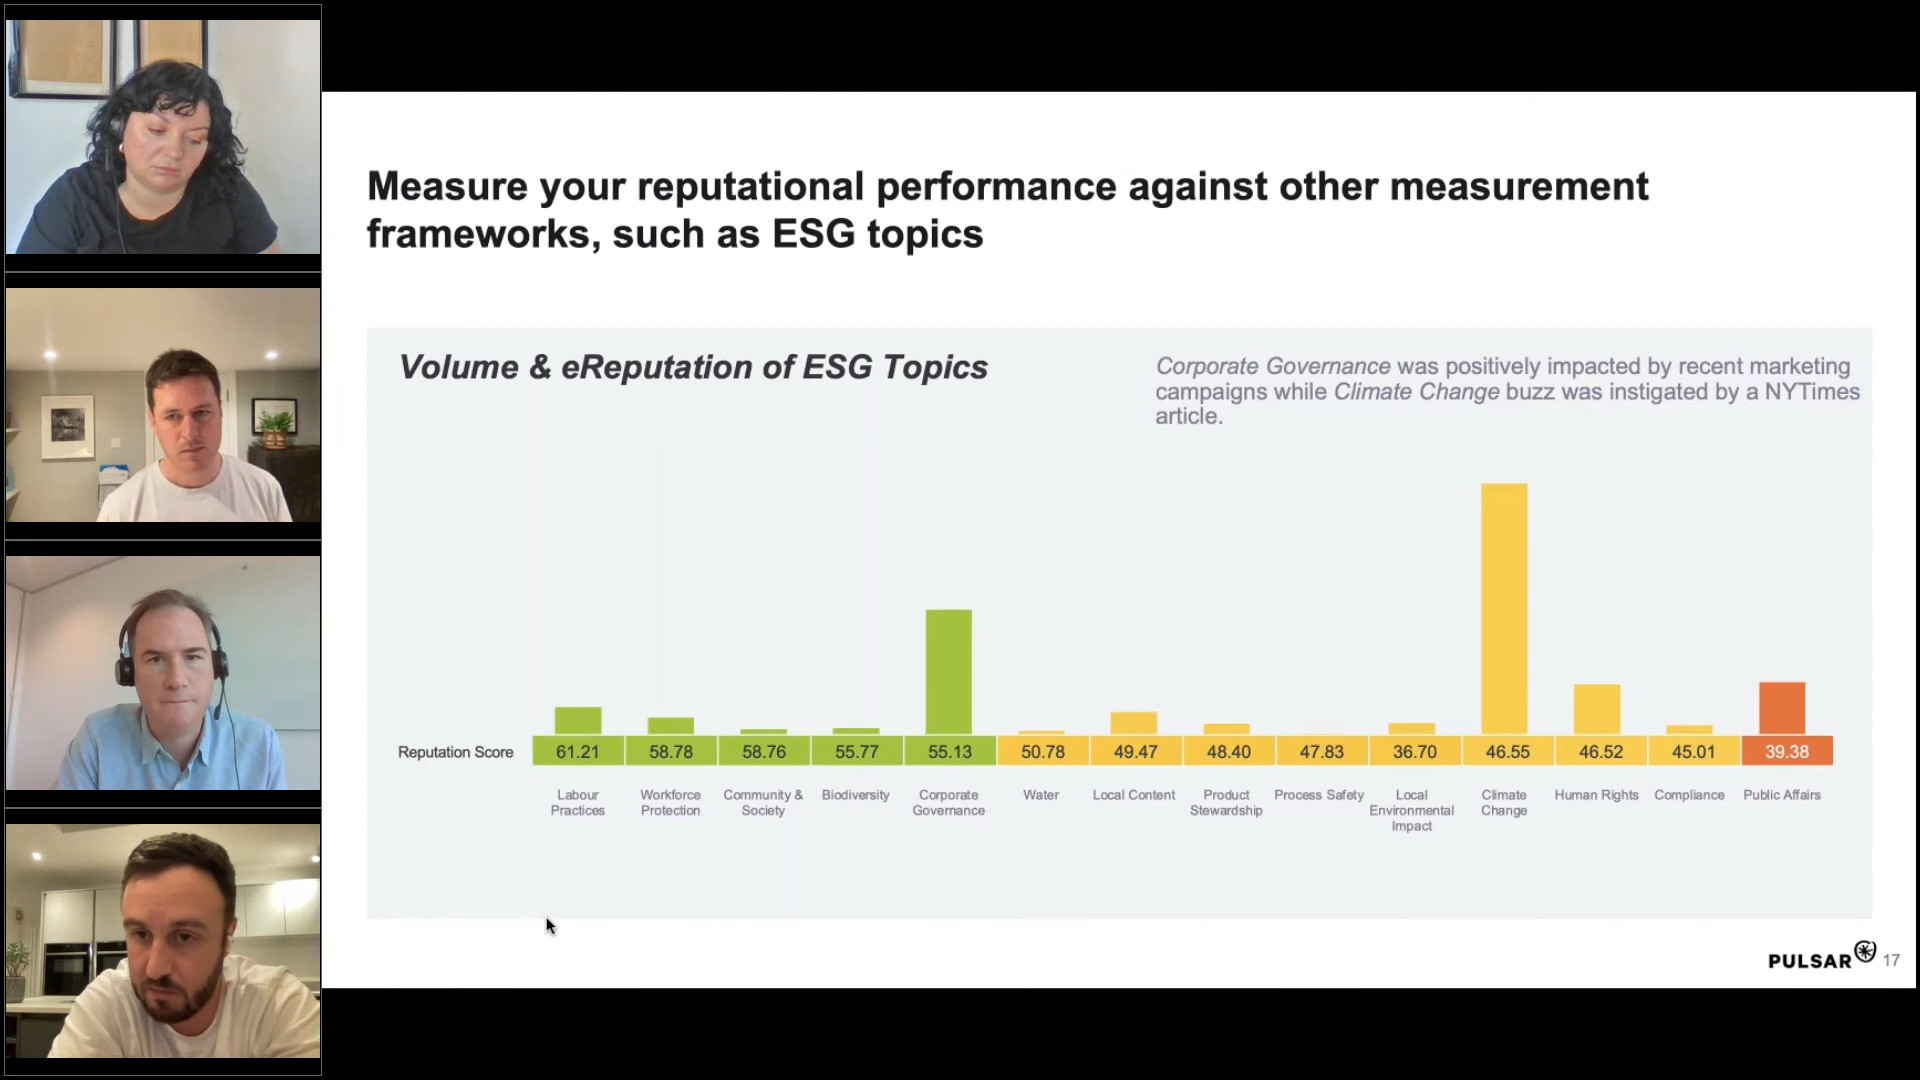 Measure your reputational performance against other measurement
frameworks, such as ESG topics
Volume & eReputation of ESG Topics
Corporate Governance was positively impacted by recent marketing
campaigns while Climate Change buzz was instigated by a NYTimes
article.
Reputation Score
61.21 58.78 58.76 55.77 55.13 50.78 49.47 48.40 47.83 36.70 46.55 46.52 45.01 39.38
Labour
Practices
Workforce
Protection
Community &
Society
Biodiversity
Corporate
Governance
Water
Local Content
Product
Stewardship
Process Safety
Local
Environmental
Impact
Climate
Change
Human Rights
Compliance
Public Affairs
PULSAR 17